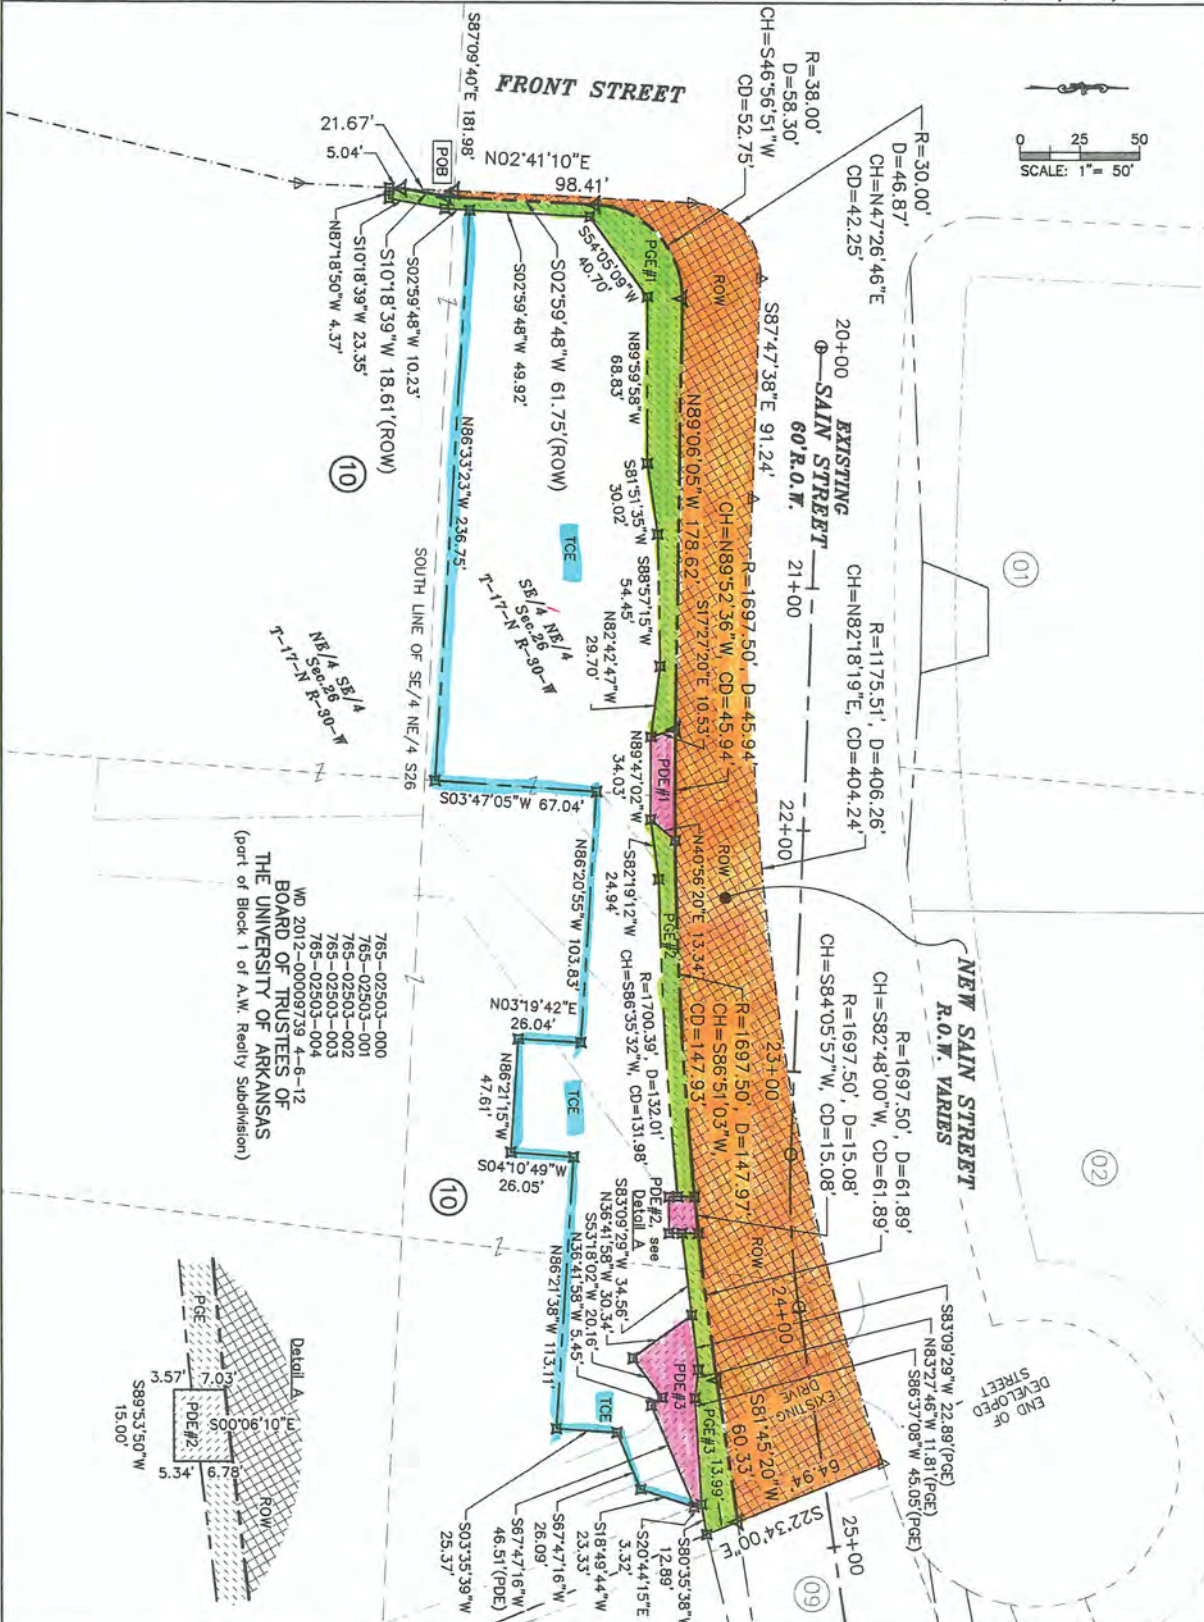 0 25 50
SCALE: 1"= 50'
FRONT STREET
S87°09'40"E 181.98'
POB
21.67'
5.04'
N02°41'10"E
98.41'
R=38.00'
D=58.30'
CH=S46°56'51"W
CD=52.75'
R=30.00'
D=46.87'
CH=N47°26'46"E
CD=42.25'
S87°47'38"E 91.24'
20+00
EXISTING
SAIN STREET
60'R.O.W.
21+00
22+00
23+00
24+00
25+00
01
02
09
10
10
R=1175.51', D=406.26'
CH=N82°18'19"E, CD=404.24'
NEW SAIN STREET
R.O.W. VARIES
R=1697.50', D=61.89'
CH=S82°48'00"W, CD=61.89'
R=1697.50', D=15.08'
CH=S84°05'57"W, CD=15.08'
END OF
DEVELOPED
STREET
S83°09'29"W 22.89'(PGE)
N83°27'46"W 11.81'(PGE)
S86°37'08"W 45.05'(PGE)
ROW
ROW
ROW
PGE#1
S54°05'09"W
40.70'
N89°59'58"W
68.83'
S81°51'35"W
30.02'
S88°57'15"W
54.45'
N82°42'47"W
29.70'
N89°06'05"W 178.62'
R=1697.50', D=45.94'
CH=N89°52'36"W, CD=45.94'
S17°27'20"E 10.53'
PDE#1
N89°47'02"W
34.03'
N40°56'20"E 13.34'
S82°19'12"W
24.94'
PGE#2
R=1697.50', D=147.97'
CH=S86°51'03"W,
CD=147.93'
R=1700.39', D=132.01'
CH=S86°35'32"W, CD=131.98'
PDE#2, see
Detail A
S83°09'29"W 34.56'
N36°41'58"W 30.34'
S53°18'02"W 20.16'
N36°41'58"W 5.45'
PDE#3
PGE#3
13.99'
S81°45'20"W
60.33'
EXISTING
DRIVE
64.94'
S22°34'00"E
S80°35'38"W
12.89'
S20°44'15"E
3.32'
S18°49'44"W
23.33'
S67°47'16"W
26.09'
S67°47'16"W
46.51'(PDE)
S03°35'39"W
25.37'
S02°59'48"W 61.75'(ROW)
S02°59'48"W 49.92'
S02°59'48"W 10.23'
S10°18'39"W 18.61'(ROW)
S10°18'39"W 23.35'
N87°18'50"W 4.37'
N86°33'23"W 236.75'
TCE
TCE
TCE
SE/4 NE/4
Sec.26
T-17-N R-30-W
SOUTH LINE OF SE/4 NE/4 S26
NE/4 SE/4
Sec.26
T-17-N R-30-W
S03°47'05"W 67.04'
N86°20'55"W 103.83'
N03°19'42"E
26.04'
N86°21'15"W
47.61'
S04°10'49"W
26.05'
N86°21'38"W 113.11'
765-02503-000
765-02503-001
765-02503-002
765-02503-003
765-02503-004
WD 2012-00009739 4-6-12
BOARD OF TRUSTEES OF
THE UNIVERSITY OF ARKANSAS
(part of Block 1 of A.W. Realty Subdivision)
Detail A
PGE
ROW
3.57'
7.03'
S00°06'10"E
PDE#2
5.34'
6.78'
S89°53'50"W
15.00'